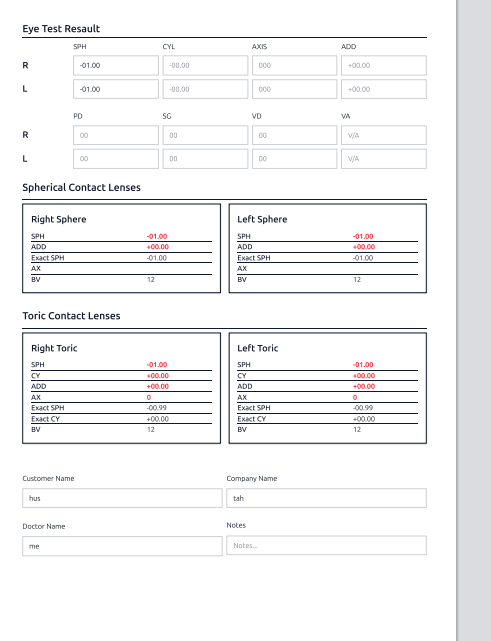 Eye Test Resault
SPH CYL AXIS ADD
R -01.00 -00.00 000 +00.00
L -01.00 -00.00 000 +00.00
PD SG VD VA
R 00 00 00 V/A
L 00 00 00 V/A
Spherical Contact Lenses
Right Sphere
SPH -01.00
ADD +00.00
Exact SPH -01.00
AX
BV 12
Left Sphere
SPH -01.00
ADD +00.00
Exact SPH -01.00
AX
BV 12
Toric Contact Lenses
Right Toric
SPH -01.00
CY +00.00
ADD +00.00
AX 0
Exact SPH -00.99
Exact CY +00.00
BV 12
Left Toric
SPH -01.00
CY +00.00
ADD +00.00
AX 0
Exact SPH -00.99
Exact CY +00.00
BV 12
Customer Name Company Name
hus tah
Doctor Name Notes
me Notes...